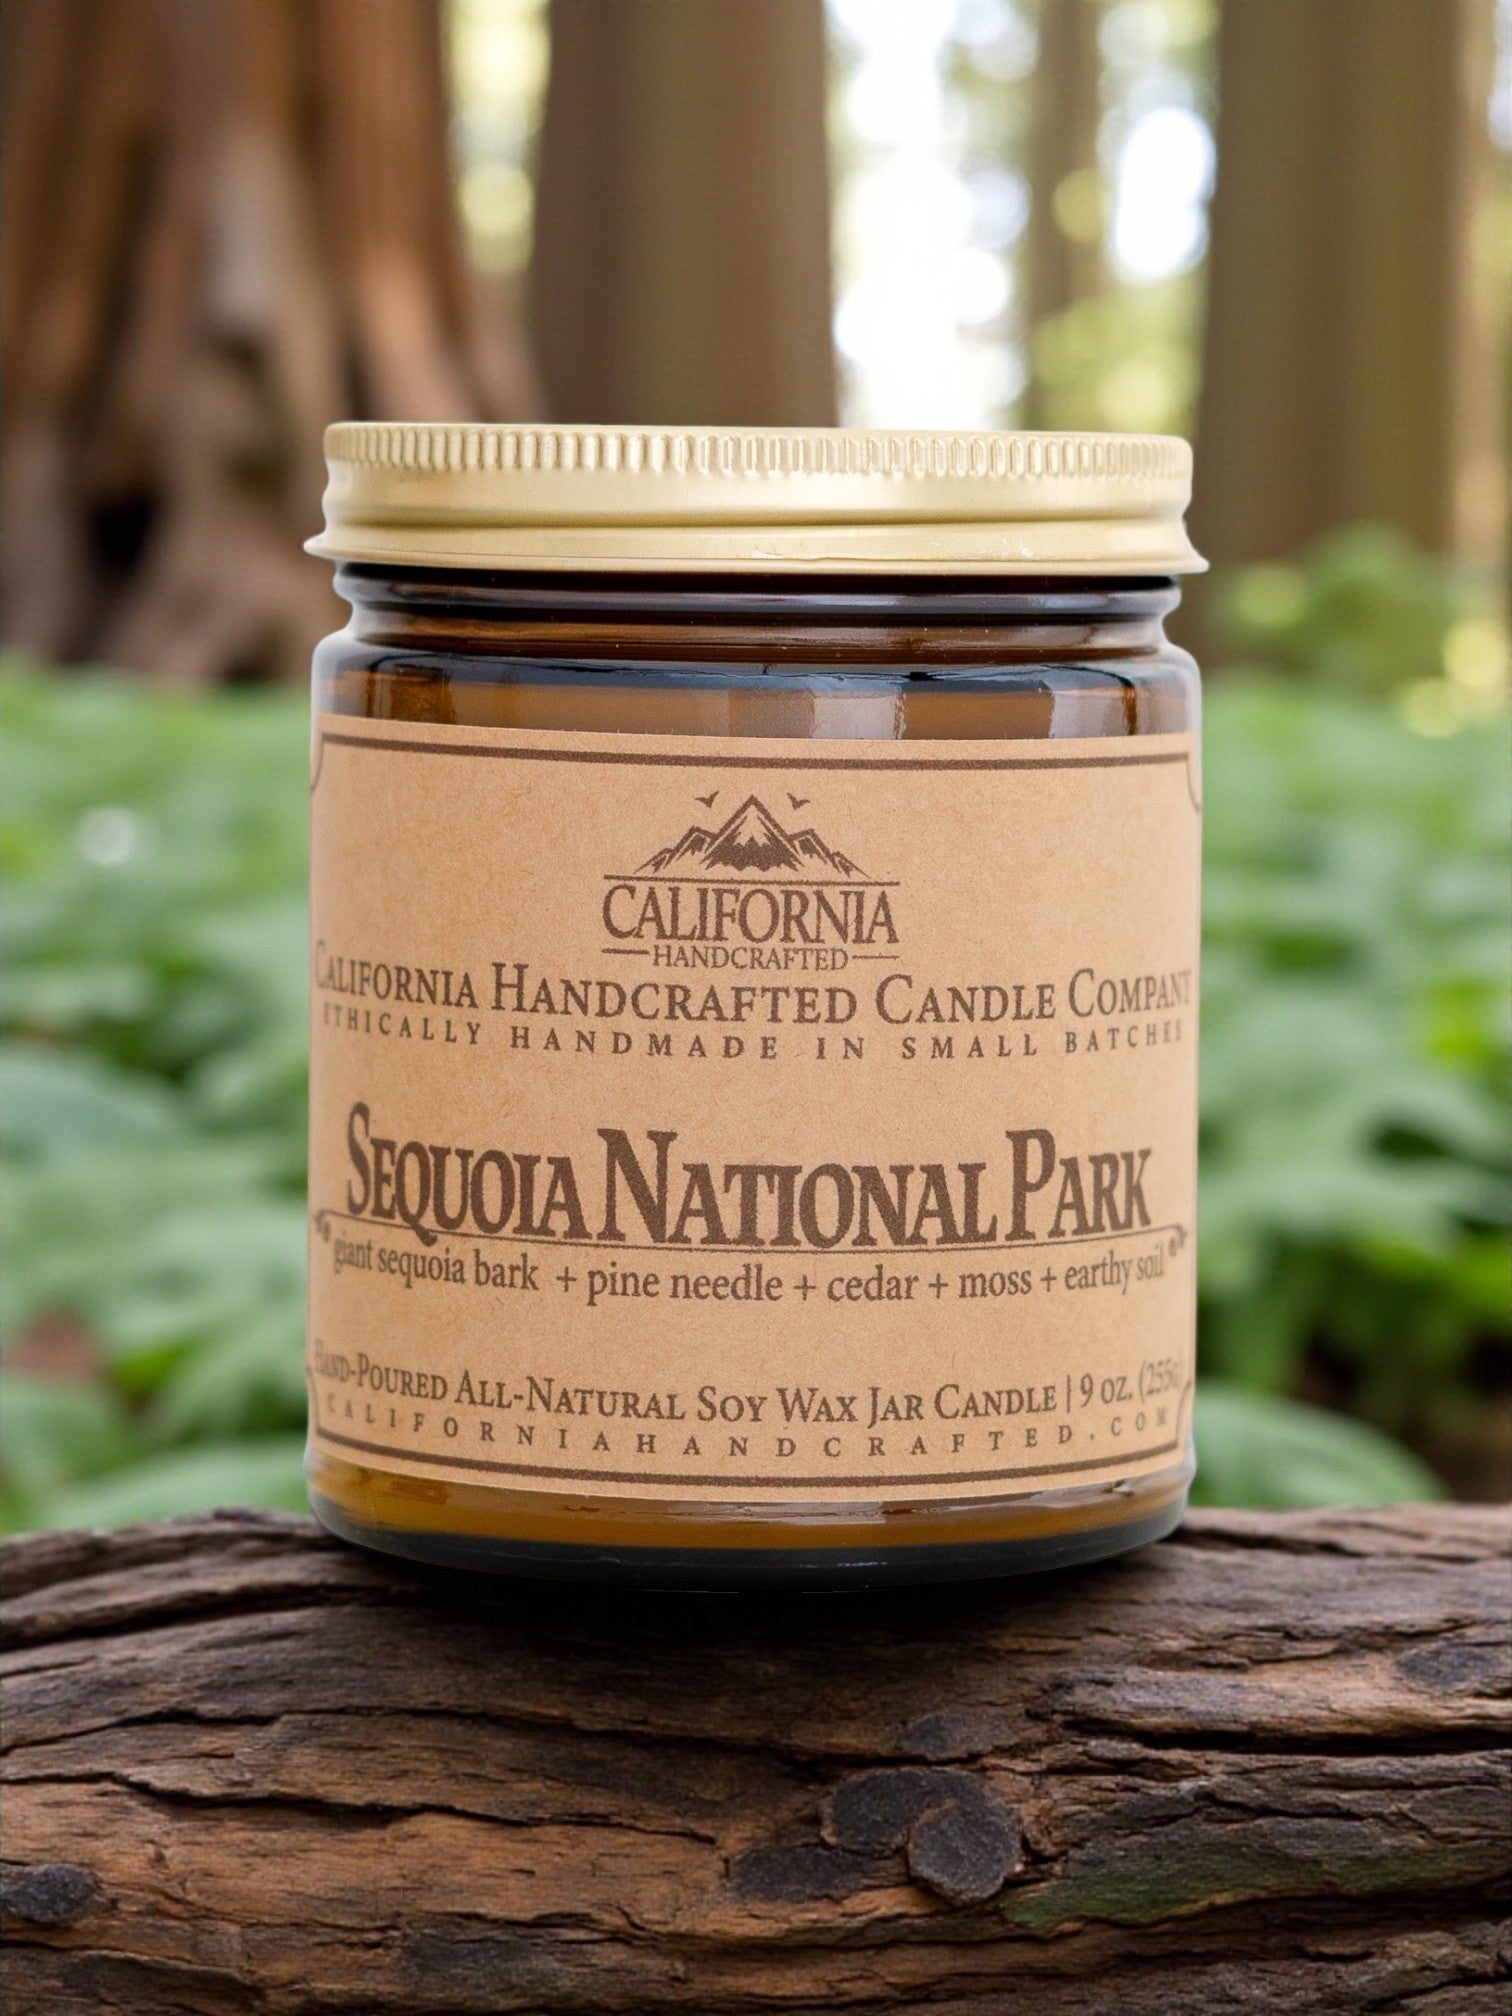 CALIFORNIA
HANDCRAFTED
CALIFORNIA HANDCRAFTED CANDLE COMPANY
ETHICALLY HANDMADE IN SMALL BATCHES
SEQUOIA NATIONAL PARK
giant sequoia bark + pine needle + cedar + moss + earthy soil
HAND-POURED ALL-NATURAL SOY WAX JAR CANDLE | 9 OZ. (255G)
CALIFORNIAHANDCRAFTED.COM